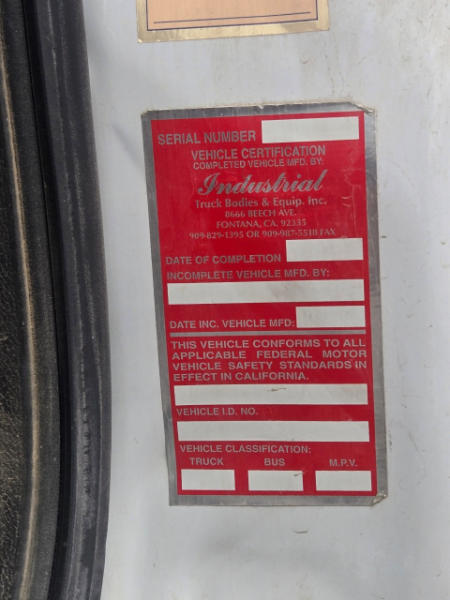 SERIAL NUMBER
VEHICLE CERTIFICATION
COMPLETED VEHICLE MFD. BY:
Industrial
Truck Bodies & Equip. Inc.
8666 BEECH AVE.
FONTANA, CA. 92335
909-829-1395 OR 909-987-5518 FAX
DATE OF COMPLETION
INCOMPLETE VEHICLE MFD. BY:
DATE INC. VEHICLE MFD:
THIS VEHICLE CONFORMS TO ALL
APPLICABLE FEDERAL MOTOR
VEHICLE SAFETY STANDARDS IN
EFFECT IN CALIFORNIA.
VEHICLE I.D. NO.
VEHICLE CLASSIFICATION:
TRUCK BUS M.P.V.